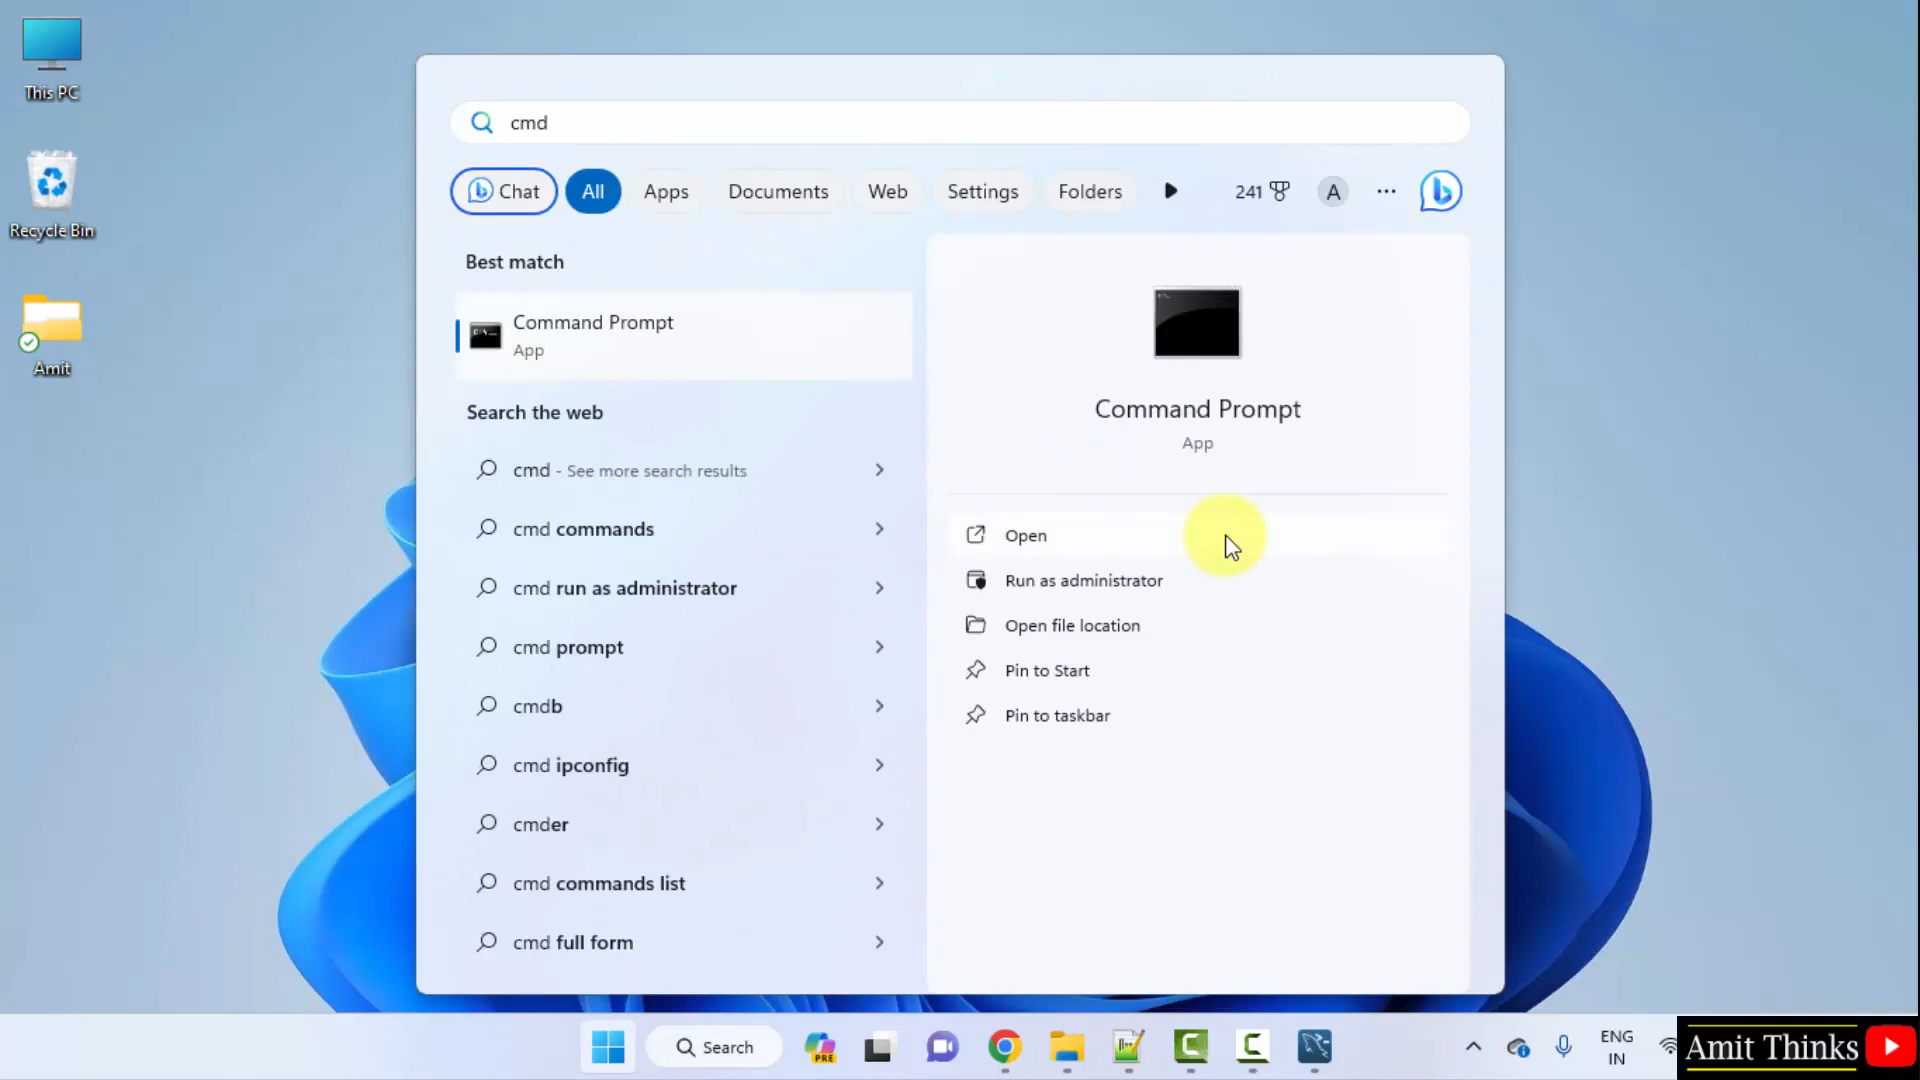 This PC
Recycle Bin
Amit
cmd
Chat
All
Apps
Documents
Web
Settings
Folders
241
A
Best match
Command Prompt
App
Search the web
cmd - See more search results
cmd commands
cmd run as administrator
cmd prompt
cmdb
cmd ipconfig
cmder
cmd commands list
cmd full form
Command Prompt
App
Open
Run as administrator
Open file location
Pin to Start
Pin to taskbar
Search
PRE
ENG
IN
Amit Thinks